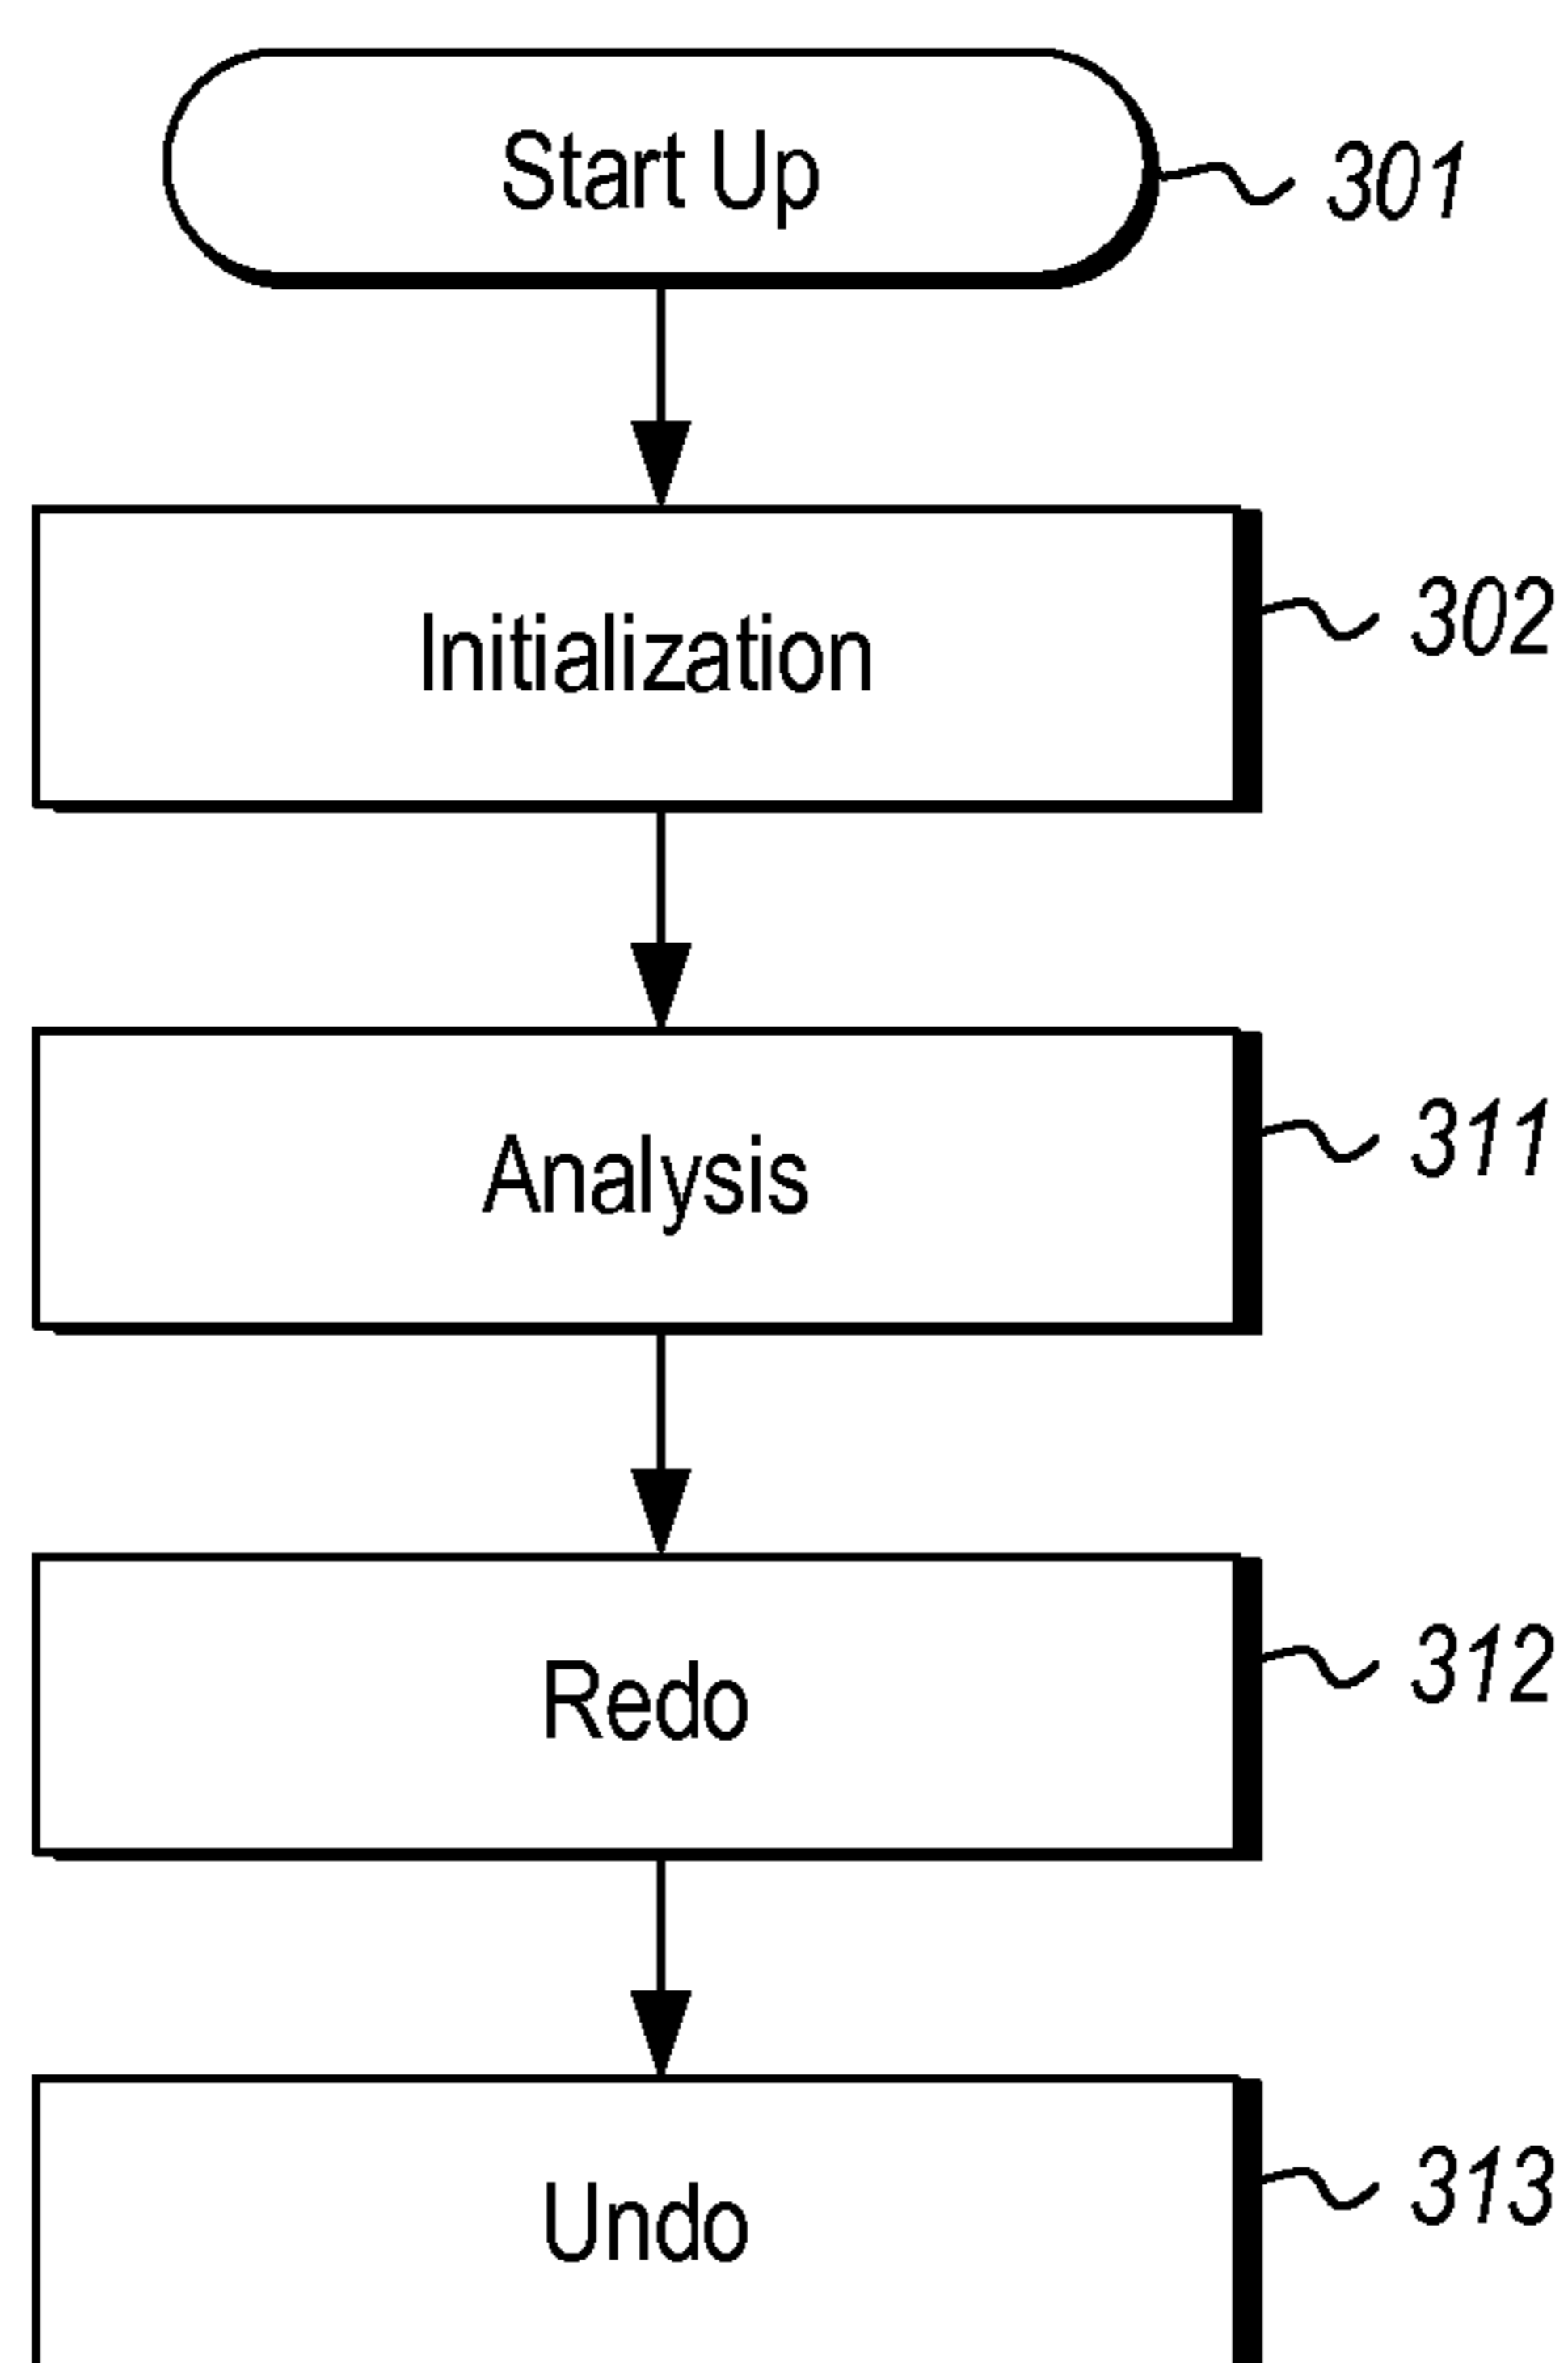 Start Up
301
Initialization
302
Analysis
311
Redo
312
Undo
313